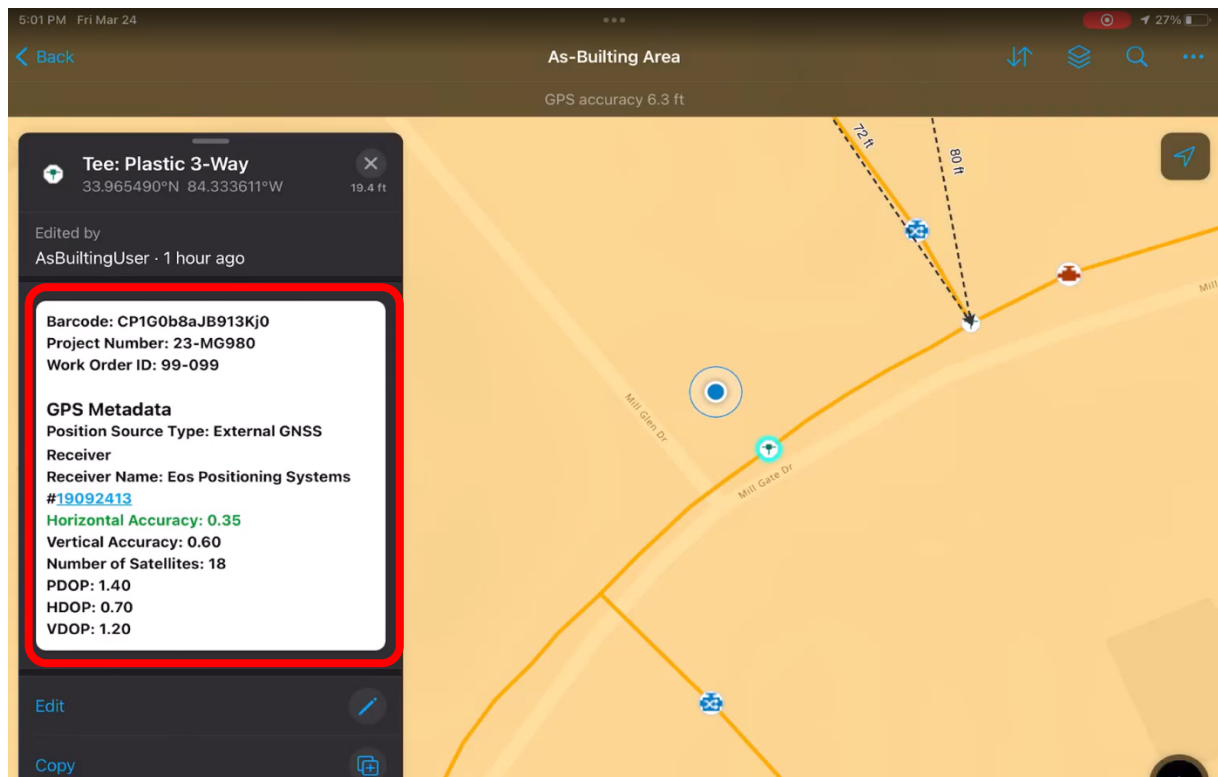 5:01 PM Fri Mar 24
27%
Back
As-Builting Area
GPS accuracy 6.3 ft
Tee: Plastic 3-Way
33.965490°N 84.333611°W
19.4 ft
Edited by
AsBuiltingUser · 1 hour ago
Barcode: CP1G0b8aJB913Kj0
Project Number: 23-MG980
Work Order ID: 99-099
GPS Metadata
Position Source Type: External GNSS
Receiver
Receiver Name: Eos Positioning Systems
#19092413
Horizontal Accuracy: 0.35
Vertical Accuracy: 0.60
Number of Satellites: 18
PDOP: 1.40
HDOP: 0.70
VDOP: 1.20
Edit
Copy
72 ft
80 ft
Mill
Mill Glen Dr
Mill Gate Dr